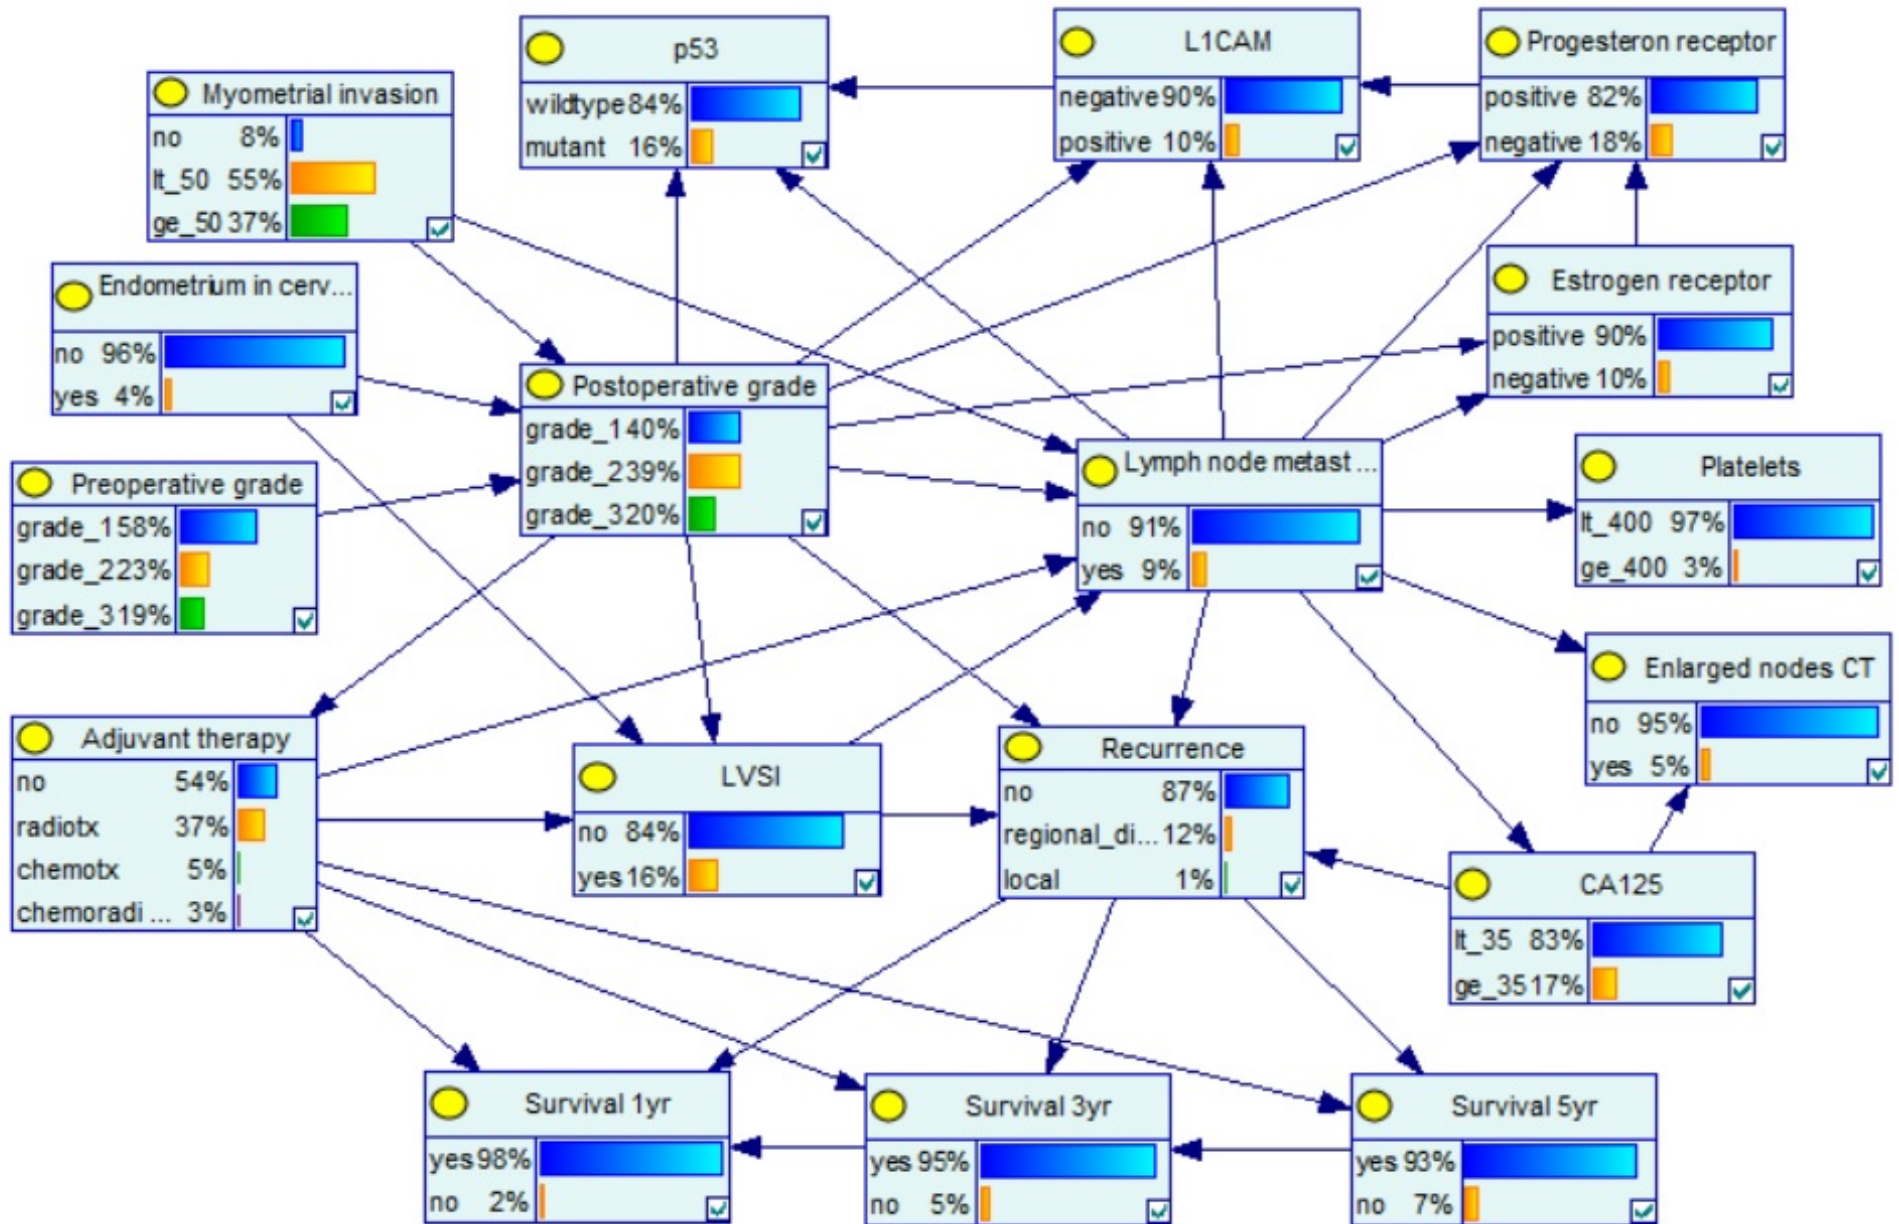 p53
wildtype 84%
mutant 16%
L1CAM
negative 90%
positive 10%
Progesteron receptor
positive 82%
negative 18%
Myometrial invasion
no 8%
lt_50 55%
ge_50 37%
Endometrium in cerv...
no 96%
yes 4%
Estrogen receptor
positive 90%
negative 10%
Postoperative grade
grade_1 40%
grade_2 39%
grade_3 20%
Lymph node metast ...
no 91%
yes 9%
Platelets
lt_400 97%
ge_400 3%
Preoperative grade
grade_1 58%
grade_2 23%
grade_3 19%
Enlarged nodes CT
no 95%
yes 5%
Adjuvant therapy
no 54%
radiotx 37%
chemotx 5%
chemoradi ... 3%
LVSI
no 84%
yes 16%
Recurrence
no 87%
regional_di... 12%
local 1%
CA125
lt_35 83%
ge_35 17%
Survival 1yr
yes 98%
no 2%
Survival 3yr
yes 95%
no 5%
Survival 5yr
yes 93%
no 7%